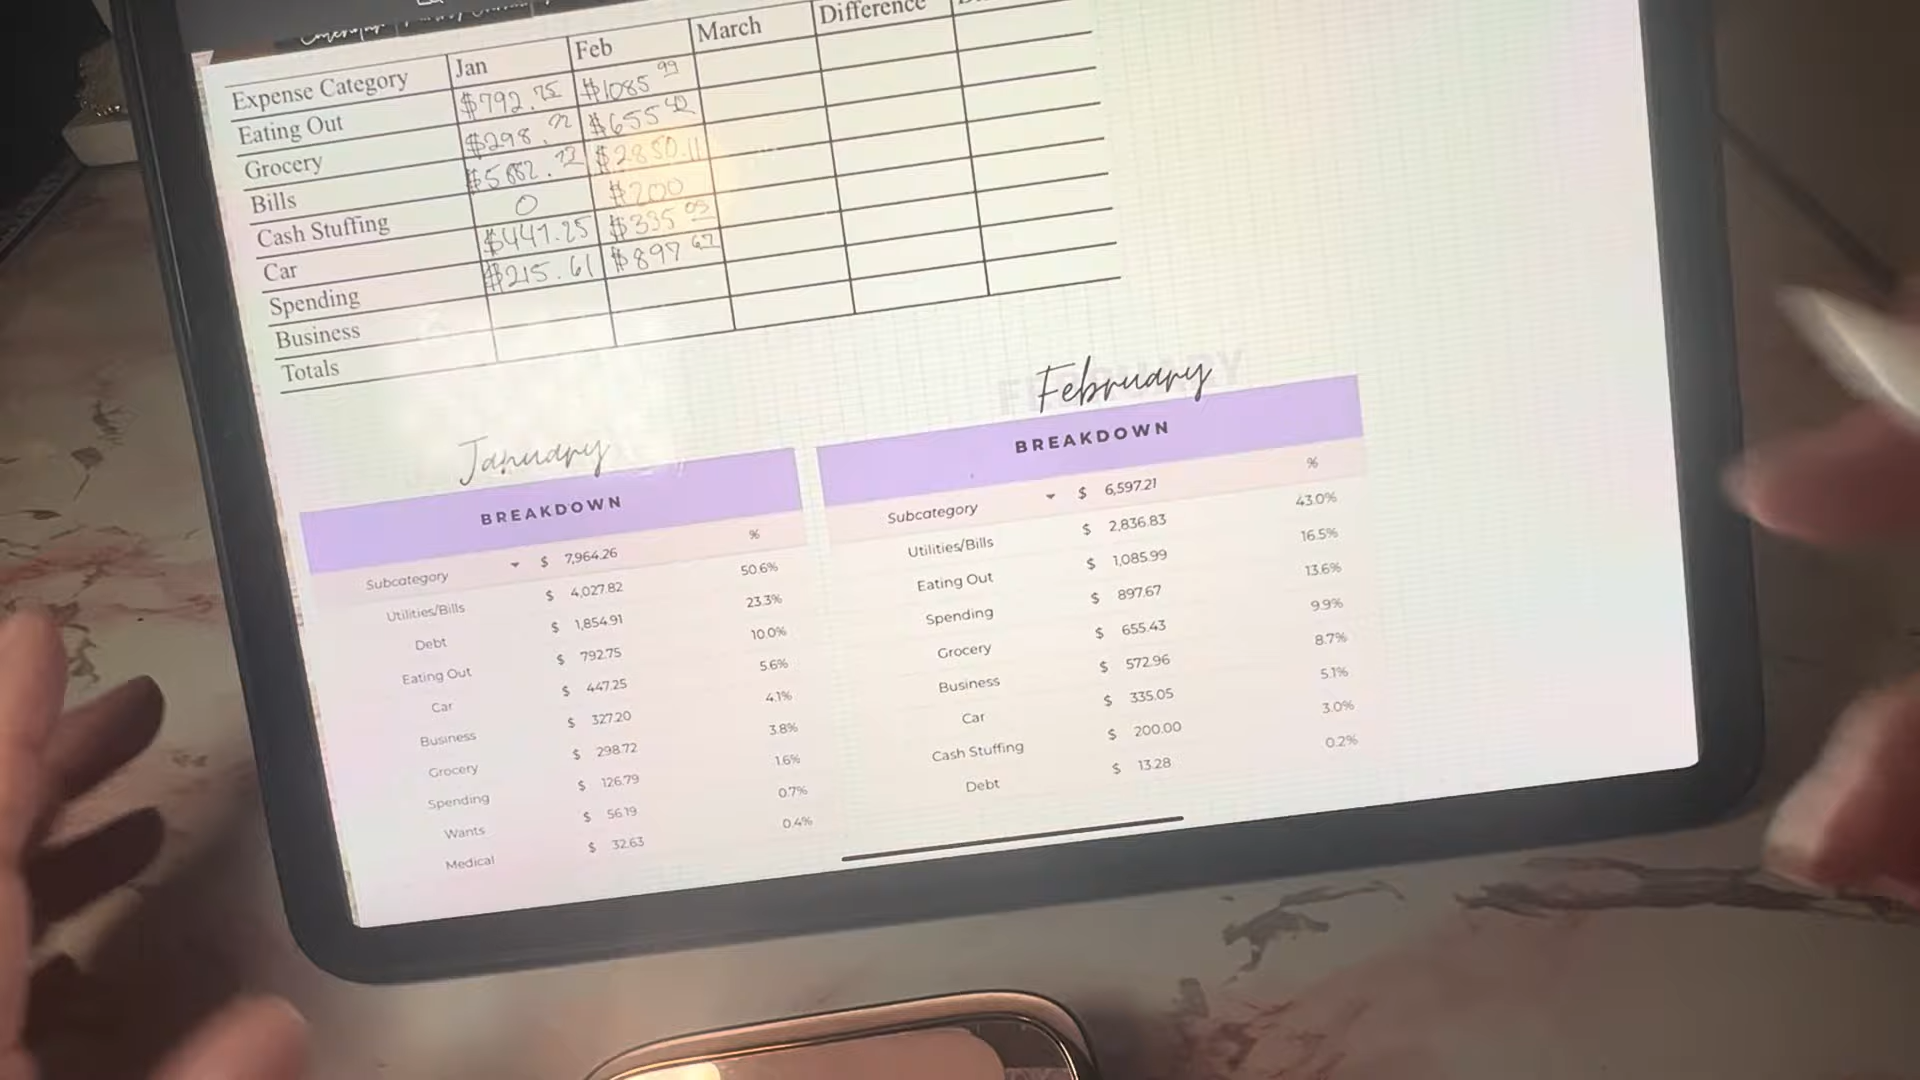 Expense Category Jan Feb March Difference
Eating Out $792.75 $1085 99
Grocery $298.72 $655 42
Bills $5882.73 $2850.11
Cash Stuffing 0 $200
Car $447.25 $335 05
Spending $215.61 $897 67
Business
Totals
January
BREAKDOWN
Subcategory $ 7,964.26 %
Utilities/Bills $ 4,027.82 50.6%
Debt $ 1,854.91 23.3%
Eating Out $ 792.75 10.0%
Car $ 447.25 5.6%
Business $ 327.20 4.1%
Grocery $ 298.72 3.8%
Spending $ 126.79 1.6%
Wants $ 56.19 0.7%
Medical $ 32.63 0.4%
February
FEBRUARY
BREAKDOWN
Subcategory $ 6,597.21 %
Utilities/Bills $ 2,836.83 43.0%
Eating Out $ 1,085.99 16.5%
Spending $ 897.67 13.6%
Grocery $ 655.43 9.9%
Business $ 572.96 8.7%
Car $ 335.05 5.1%
Cash Stuffing $ 200.00 3.0%
Debt $ 13.28 0.2%